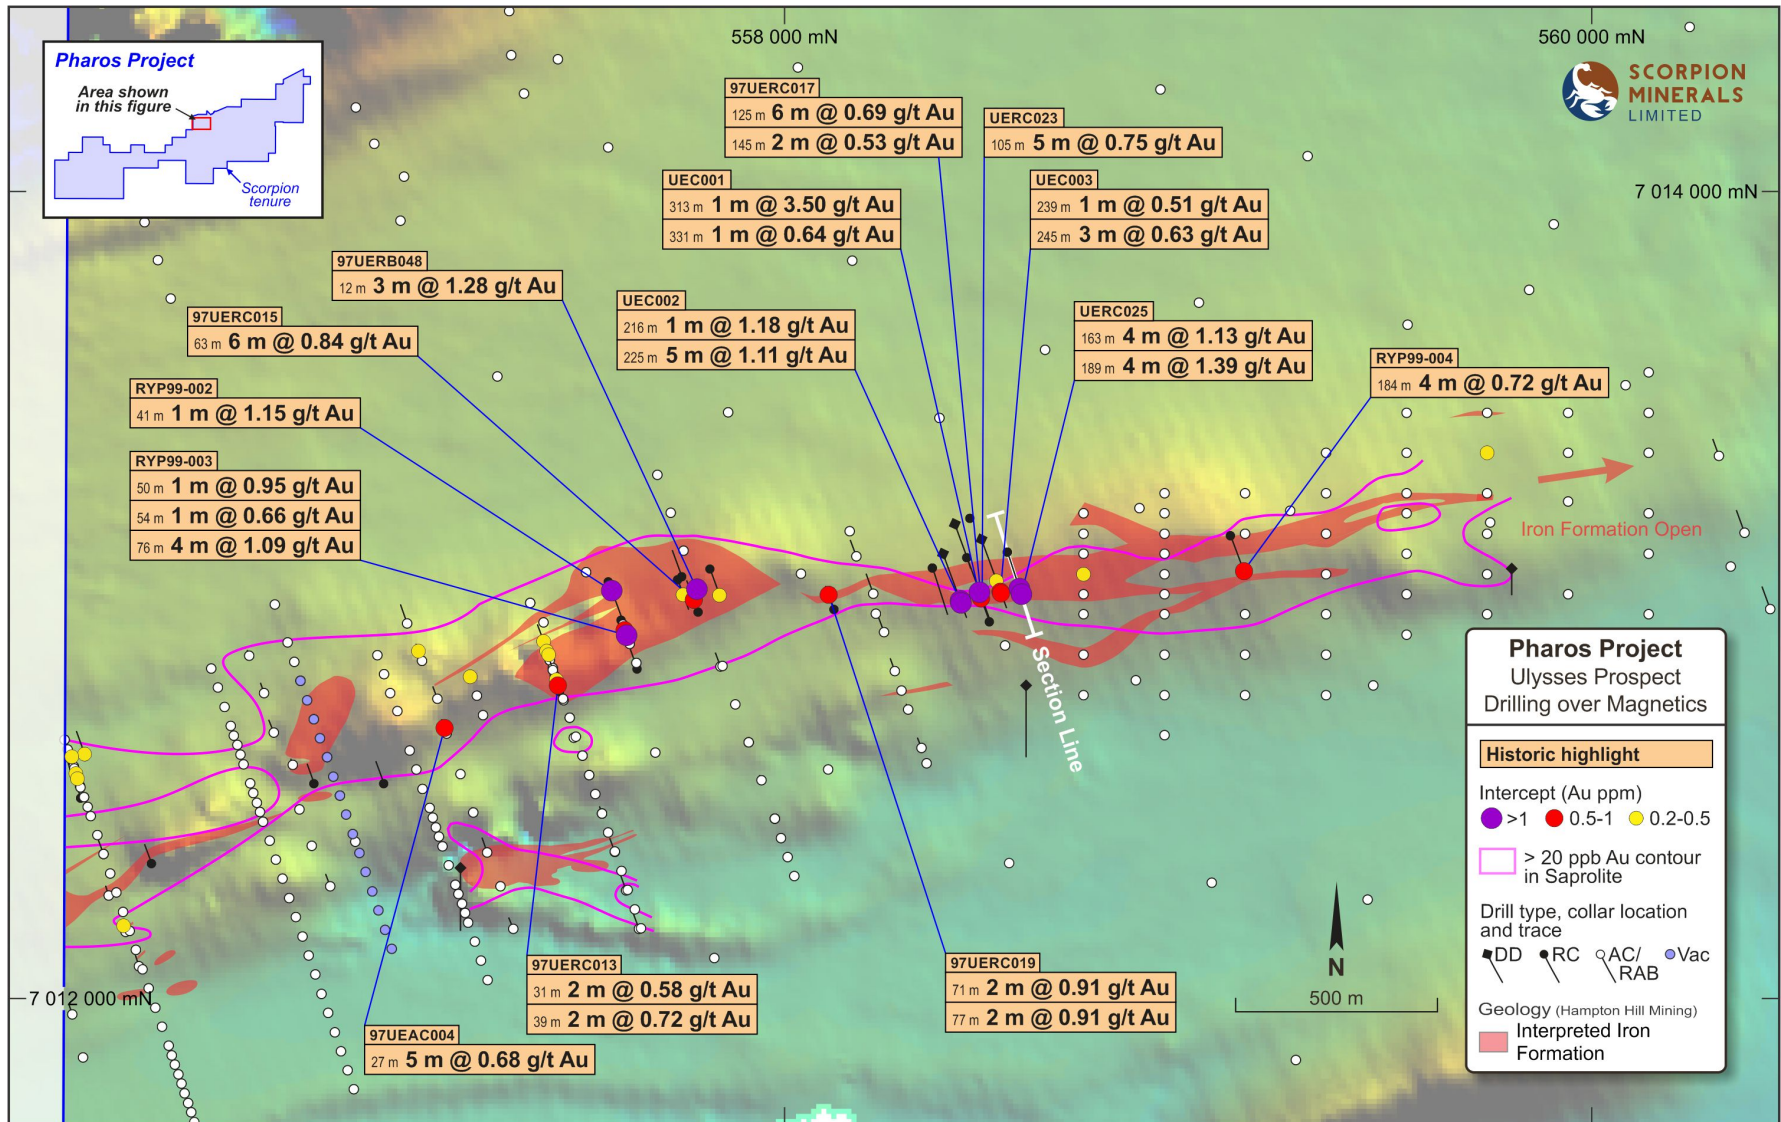 558 000 mN
560 000 mN
Pharos Project
Area shown
in this figure
Scorpion
tenure
SCORPION
MINERALS
LIMITED
7 014 000 mN
97UERC017
125 m 6 m @ 0.69 g/t Au
145 m 2 m @ 0.53 g/t Au
UERC023
105 m 5 m @ 0.75 g/t Au
UEC001
313 m 1 m @ 3.50 g/t Au
331 m 1 m @ 0.64 g/t Au
UEC003
239 m 1 m @ 0.51 g/t Au
245 m 3 m @ 0.63 g/t Au
97UERB048
12 m 3 m @ 1.28 g/t Au
UEC002
216 m 1 m @ 1.18 g/t Au
225 m 5 m @ 1.11 g/t Au
UERC025
163 m 4 m @ 1.13 g/t Au
189 m 4 m @ 1.39 g/t Au
97UERC015
63 m 6 m @ 0.84 g/t Au
RYP99-004
184 m 4 m @ 0.72 g/t Au
RYP99-002
41 m 1 m @ 1.15 g/t Au
RYP99-003
50 m 1 m @ 0.95 g/t Au
54 m 1 m @ 0.66 g/t Au
76 m 4 m @ 1.09 g/t Au
Iron Formation Open
Section Line
97UERC013
31 m 2 m @ 0.58 g/t Au
39 m 2 m @ 0.72 g/t Au
97UERC019
71 m 2 m @ 0.91 g/t Au
77 m 2 m @ 0.91 g/t Au
97UEAC004
27 m 5 m @ 0.68 g/t Au
7 012 000 mN
N
500 m
Pharos Project
Ulysses Prospect
Drilling over Magnetics
Historic highlight
Intercept (Au ppm)
>1 0.5-1 0.2-0.5
> 20 ppb Au contour
in Saprolite
Drill type, collar location
and trace
DD RC AC/ Vac
RAB
Geology (Hampton Hill Mining)
Interpreted Iron
Formation